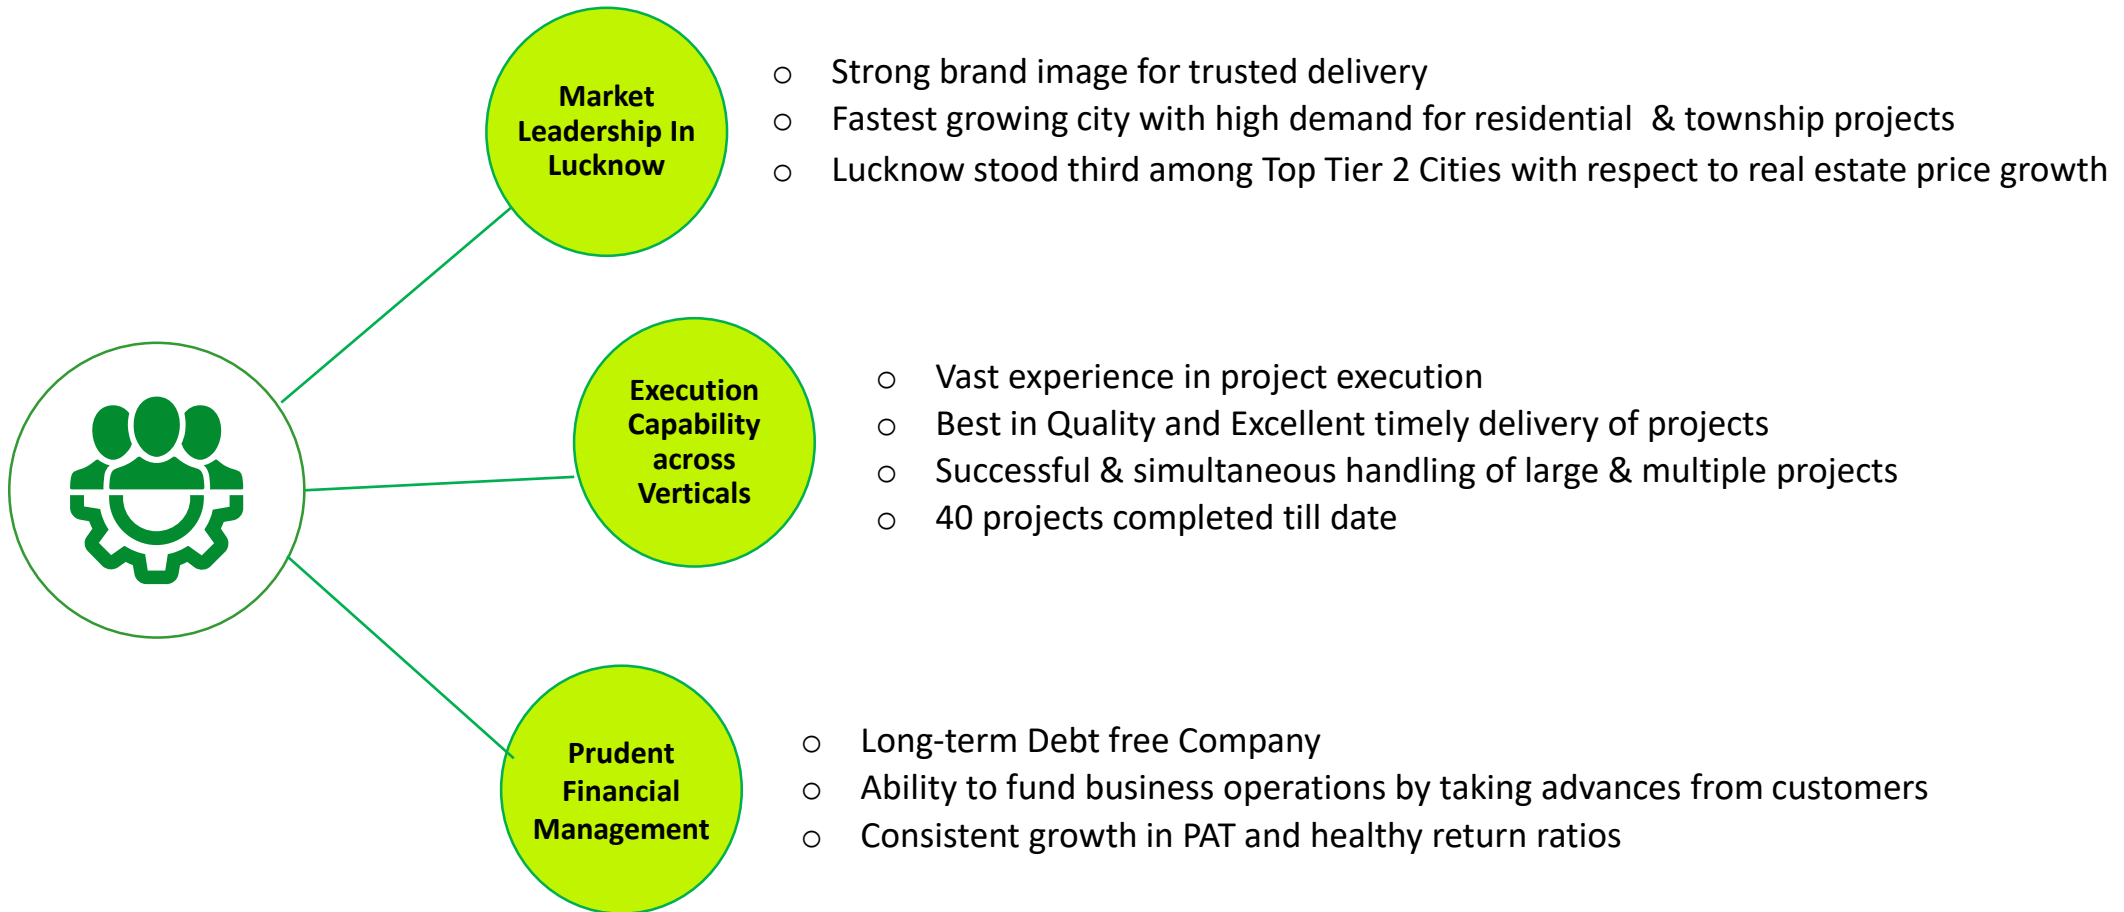 Market
Leadership In
Lucknow
o Strong brand image for trusted delivery
o Fastest growing city with high demand for residential & township projects
o Lucknow stood third among Top Tier 2 Cities with respect to real estate price growth
Execution
Capability
across
Verticals
o Vast experience in project execution
o Best in Quality and Excellent timely delivery of projects
o Successful & simultaneous handling of large & multiple projects
o 40 projects completed till date
Prudent
Financial
Management
o Long-term Debt free Company
o Ability to fund business operations by taking advances from customers
o Consistent growth in PAT and healthy return ratios